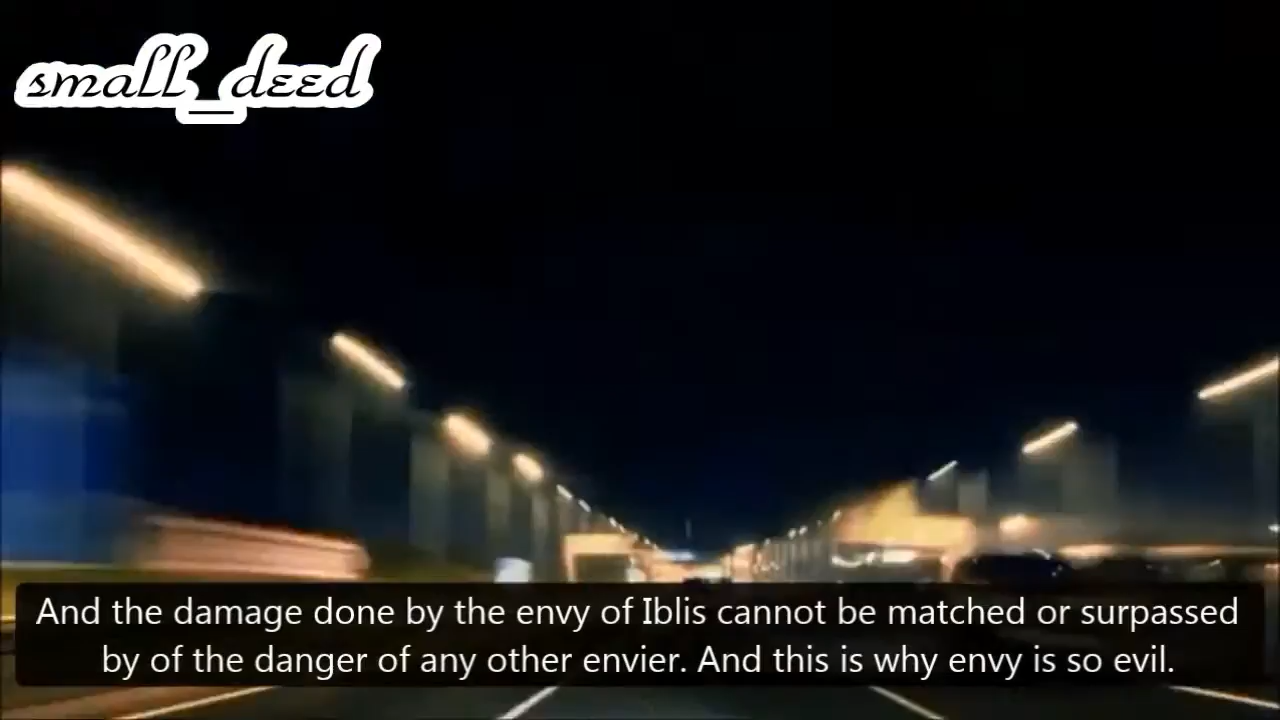 small_deed
And the damage done by the envy of Iblis cannot be matched or surpassed
by of the danger of any other envier. And this is why envy is so evil.